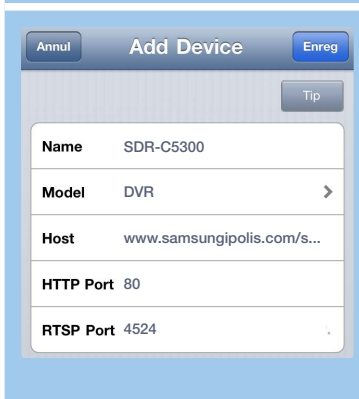 Annul Add Device Enreg
Tip
Name SDR-C5300
Model DVR
Host www.samsungipolis.com/s...
HTTP Port 80
RTSP Port 4524